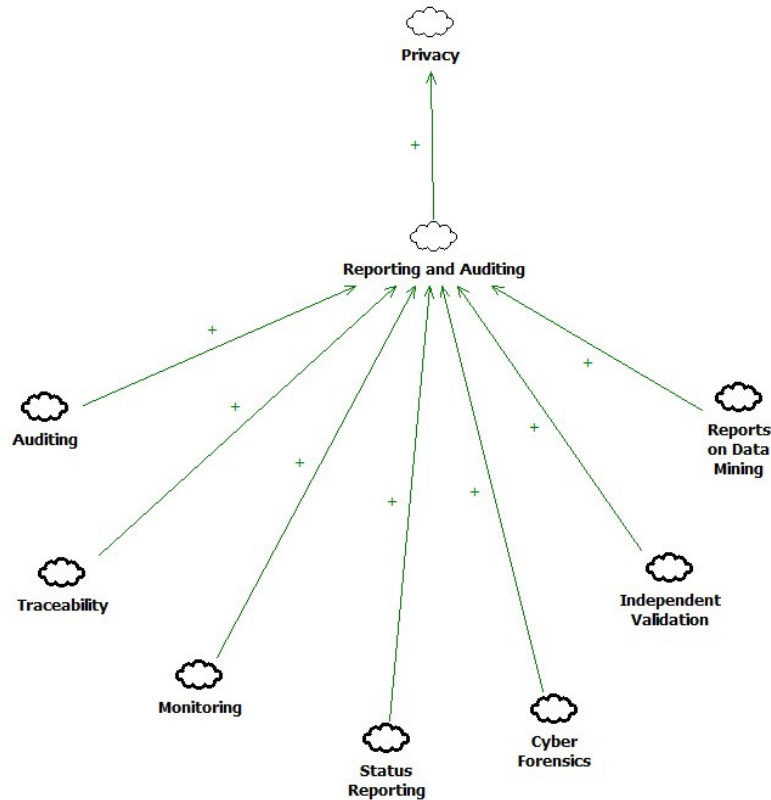 Privacy
+
Reporting and Auditing
+
Auditing
+
Traceability
+
Monitoring
+
Status
Reporting
+
Cyber
Forensics
+
Independent
Validation
+
Reports
on Data
Mining